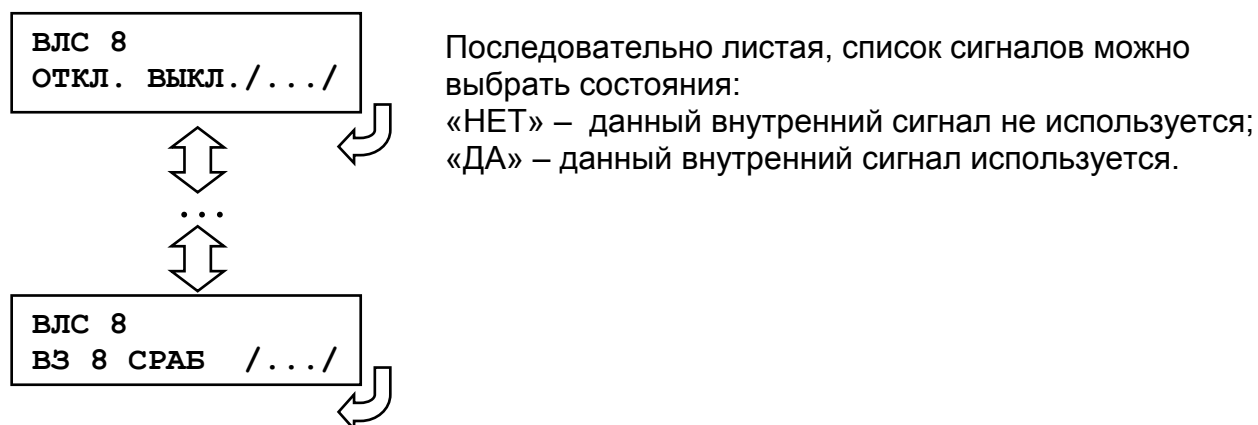 ВЛС 8
ОТКЛ. ВЫКЛ./.../
Последовательно листая, список сигналов можно
выбрать состояния:
«НЕТ» – данный внутренний сигнал не используется;
«ДА» – данный внутренний сигнал используется.
...
ВЛС 8
ВЗ 8 СРАБ /.../